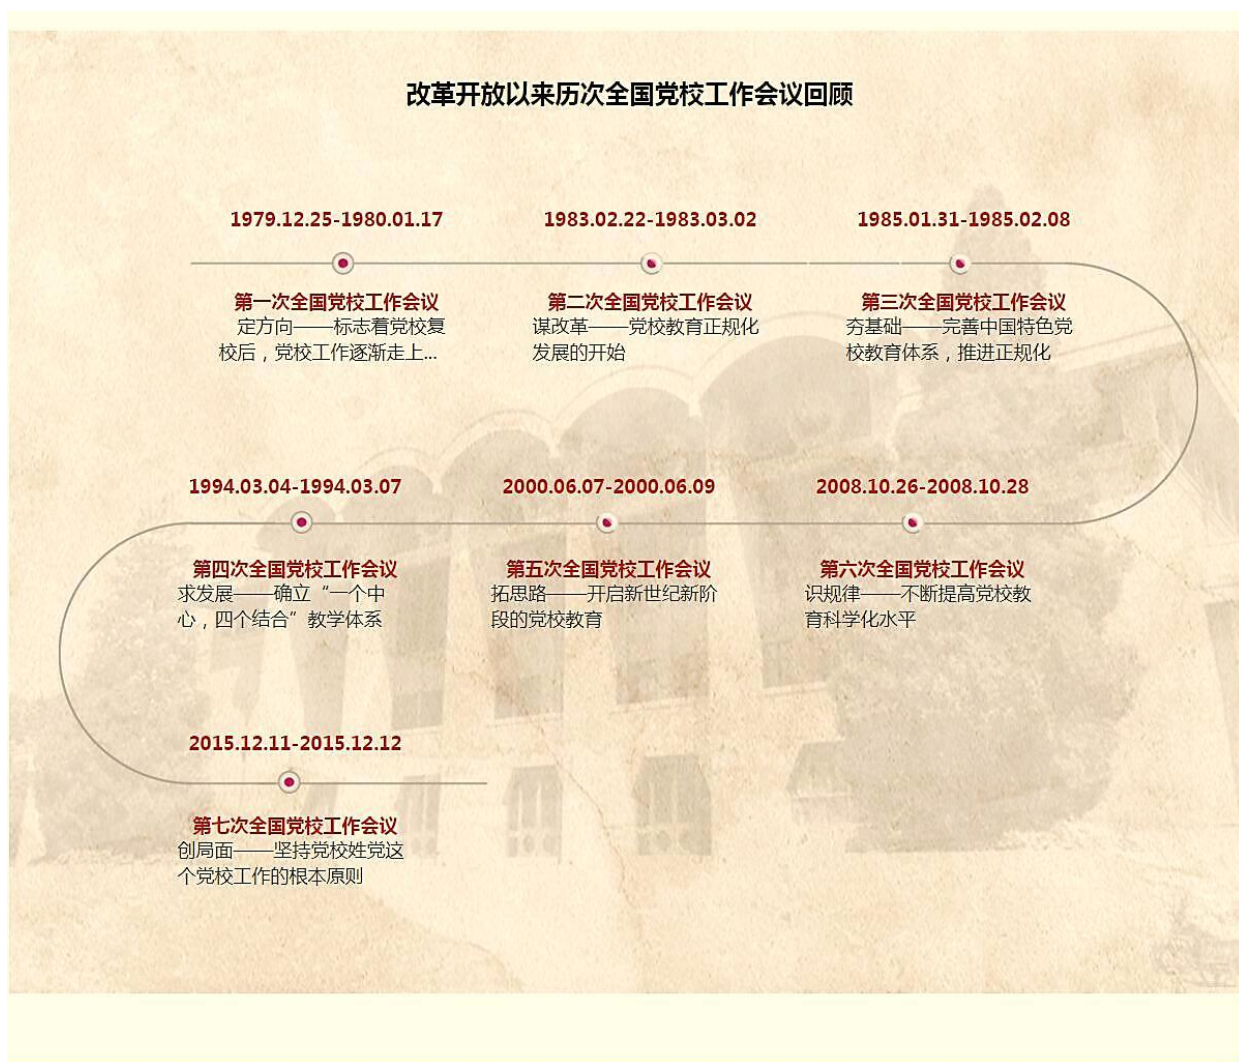 改革开放以来历次全国党校工作会议回顾
1979.12.25-1980.01.17
第一次全国党校工作会议
定方向——标志着党校复
校后，党校工作逐渐走上...
1983.02.22-1983.03.02
第二次全国党校工作会议
谋改革——党校教育正规化
发展的开始
1985.01.31-1985.02.08
第三次全国党校工作会议
夯基础——完善中国特色党
校教育体系，推进正规化
1994.03.04-1994.03.07
第四次全国党校工作会议
求发展——确立“一个中
心，四个结合”教学体系
2000.06.07-2000.06.09
第五次全国党校工作会议
拓思路——开启新世纪新阶
段的党校教育
2008.10.26-2008.10.28
第六次全国党校工作会议
识规律——不断提高党校教
育科学化水平
2015.12.11-2015.12.12
第七次全国党校工作会议
创局面——坚持党校姓党这
个党校工作的根本原则